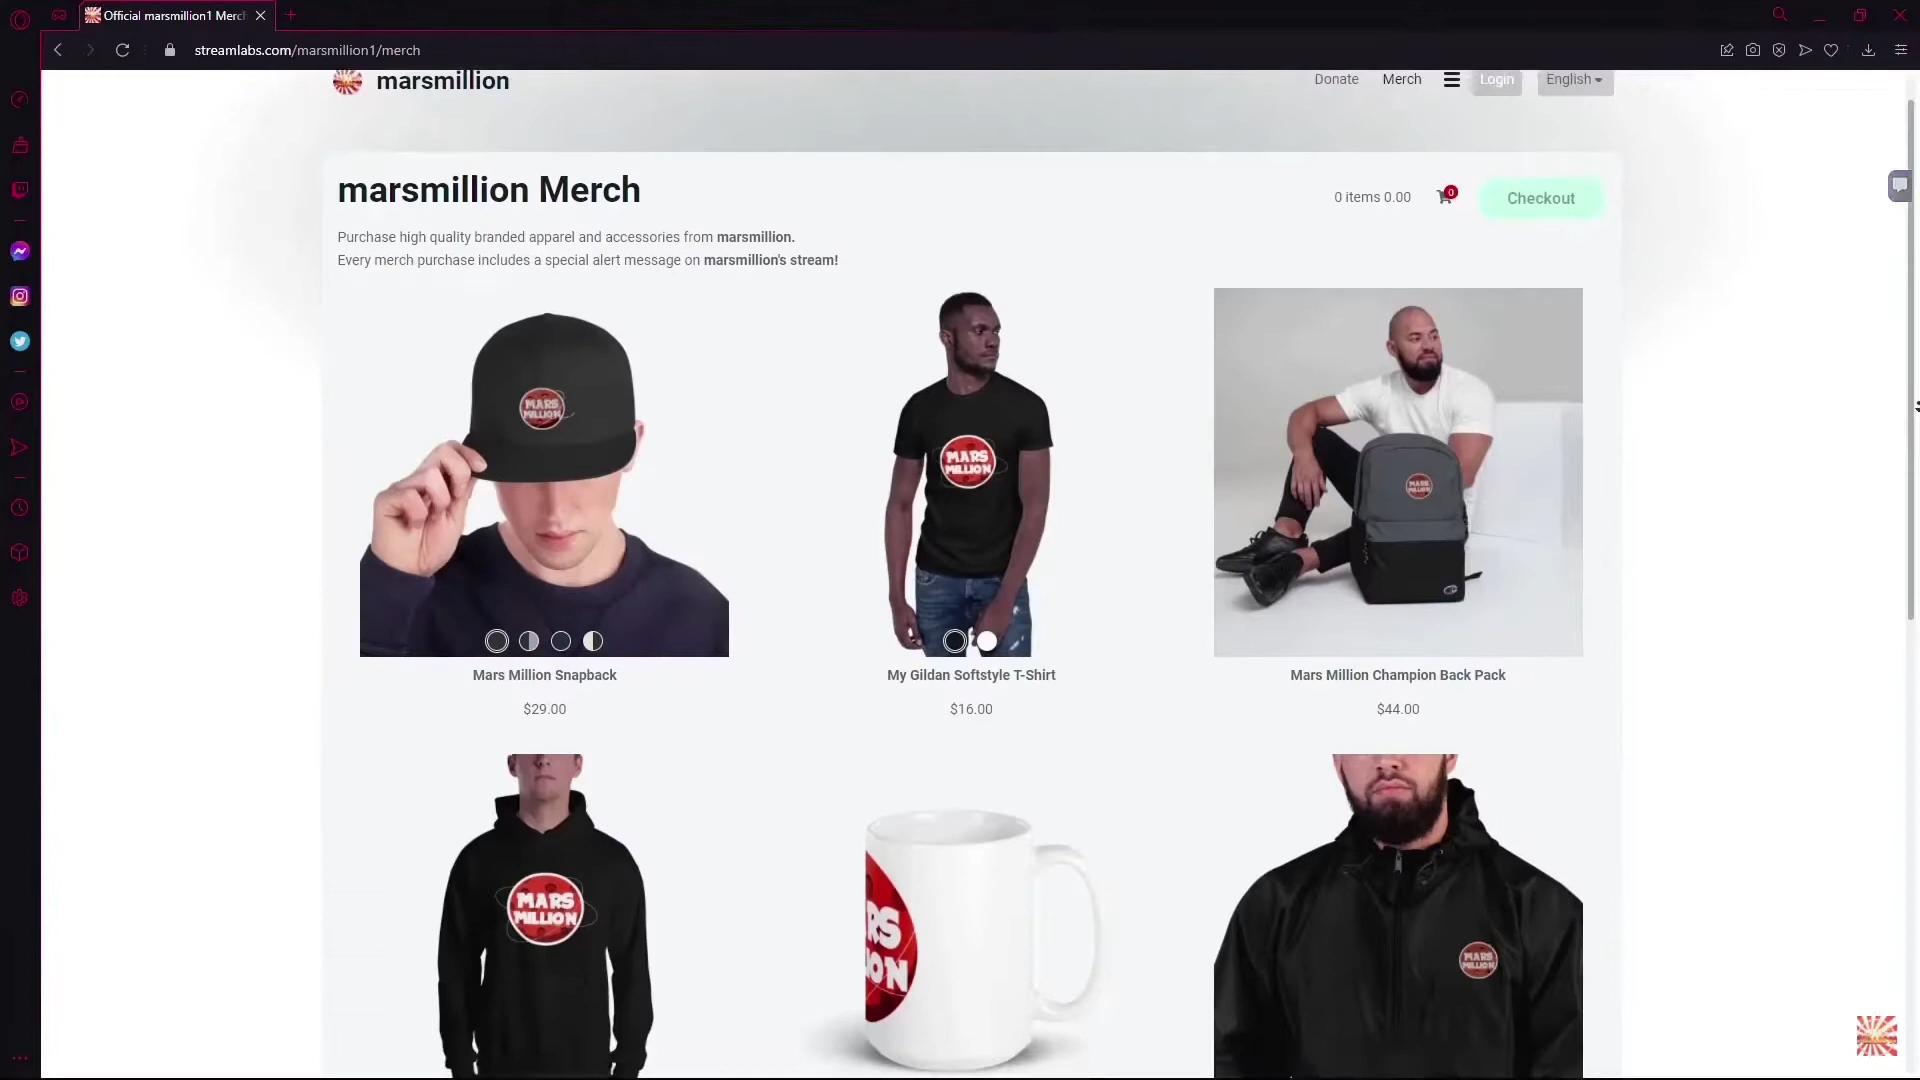 Official marsmillion1 Merch
streamlabs.com/marsmillion1/merch
marsmillion
Donate
Merch
Login
English
marsmillion Merch
0 items 0.00
0
Checkout
Purchase high quality branded apparel and accessories from marsmillion.
Every merch purchase includes a special alert message on marsmillion's stream!
MARS
MILLION
MARS
MILLION
MARS
MILLION
Mars Million Snapback
My Gildan Softstyle T-Shirt
Mars Million Champion Back Pack
$29.00
$16.00
$44.00
MARS
MILLION
RS
ION
MARS
MILLION